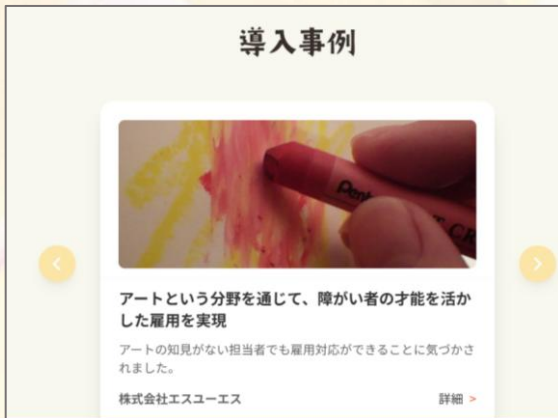 導入事例
Pent
T CR
アートという分野を通じて、障がい者の才能を活か
した雇用を実現
アートの知見がない担当者でも雇用対応ができることに気づかさ
れました。
株式会社エスユーエス
詳細 >